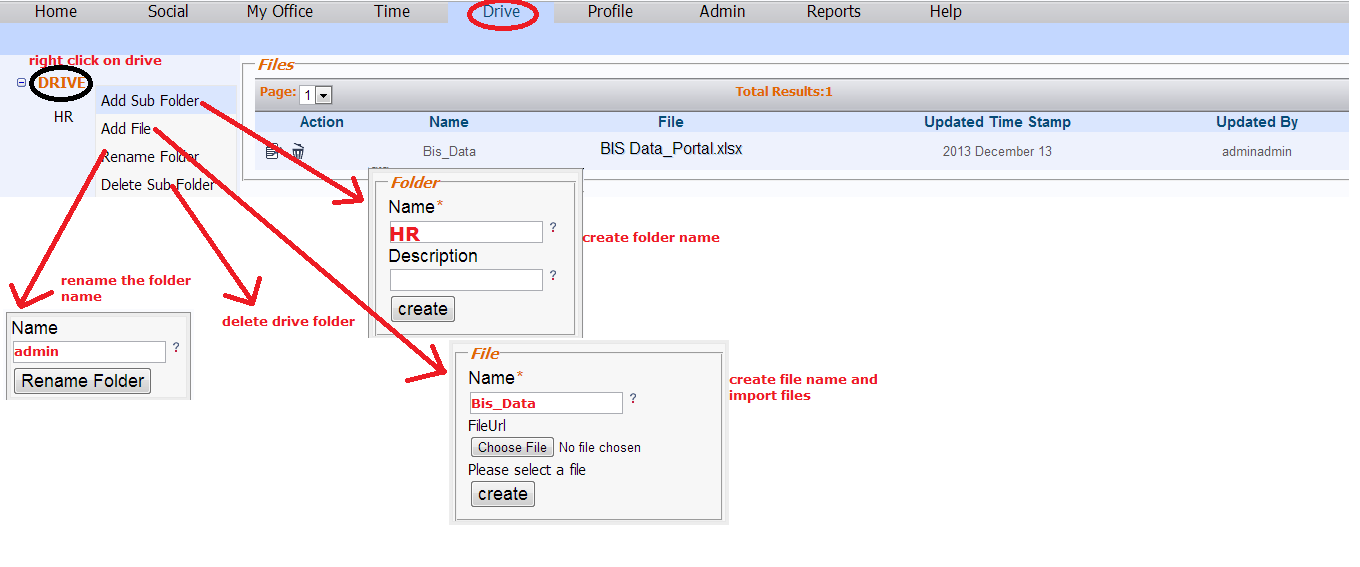 Home Social My Office Time Drive Profile Admin Reports Help
right click on drive
DRIVE
HR
Add Sub Folder
Add File
Rename Folder
Delete Sub Folder
Files
Page: 1 Total Results:1
Action Name File Updated Time Stamp Updated By
Bis_Data BIS Data_Portal.xlsx 2013 December 13 adminadmin
Folder
Name*
HR ?
create folder name
Description
?
create
rename the folder
name
Name
admin ?
Rename Folder
delete drive folder
File
Name*
Bis_Data ?
FileUrl
Choose File No file chosen
Please select a file
create
create file name and
import files